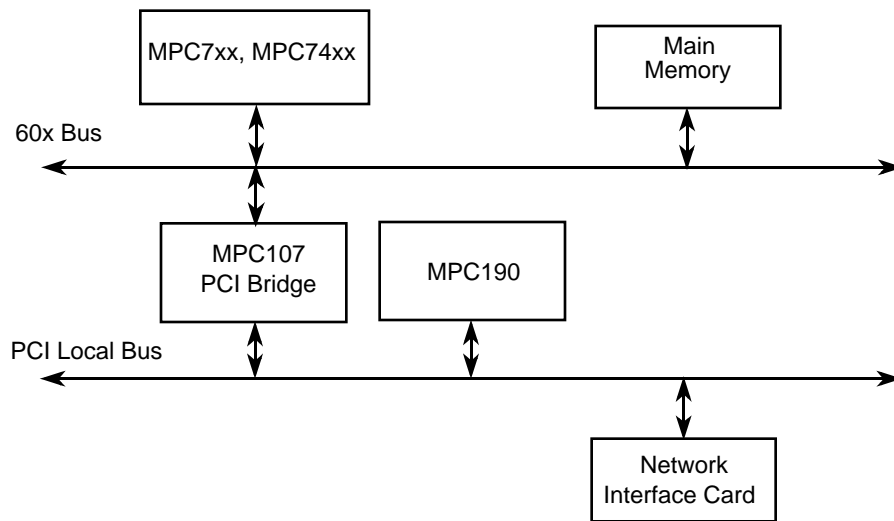 MPC7xx, MPC74xx
Main
Memory
60x Bus
MPC107
PCI Bridge
MPC190
PCI Local Bus
Network
Interface Card